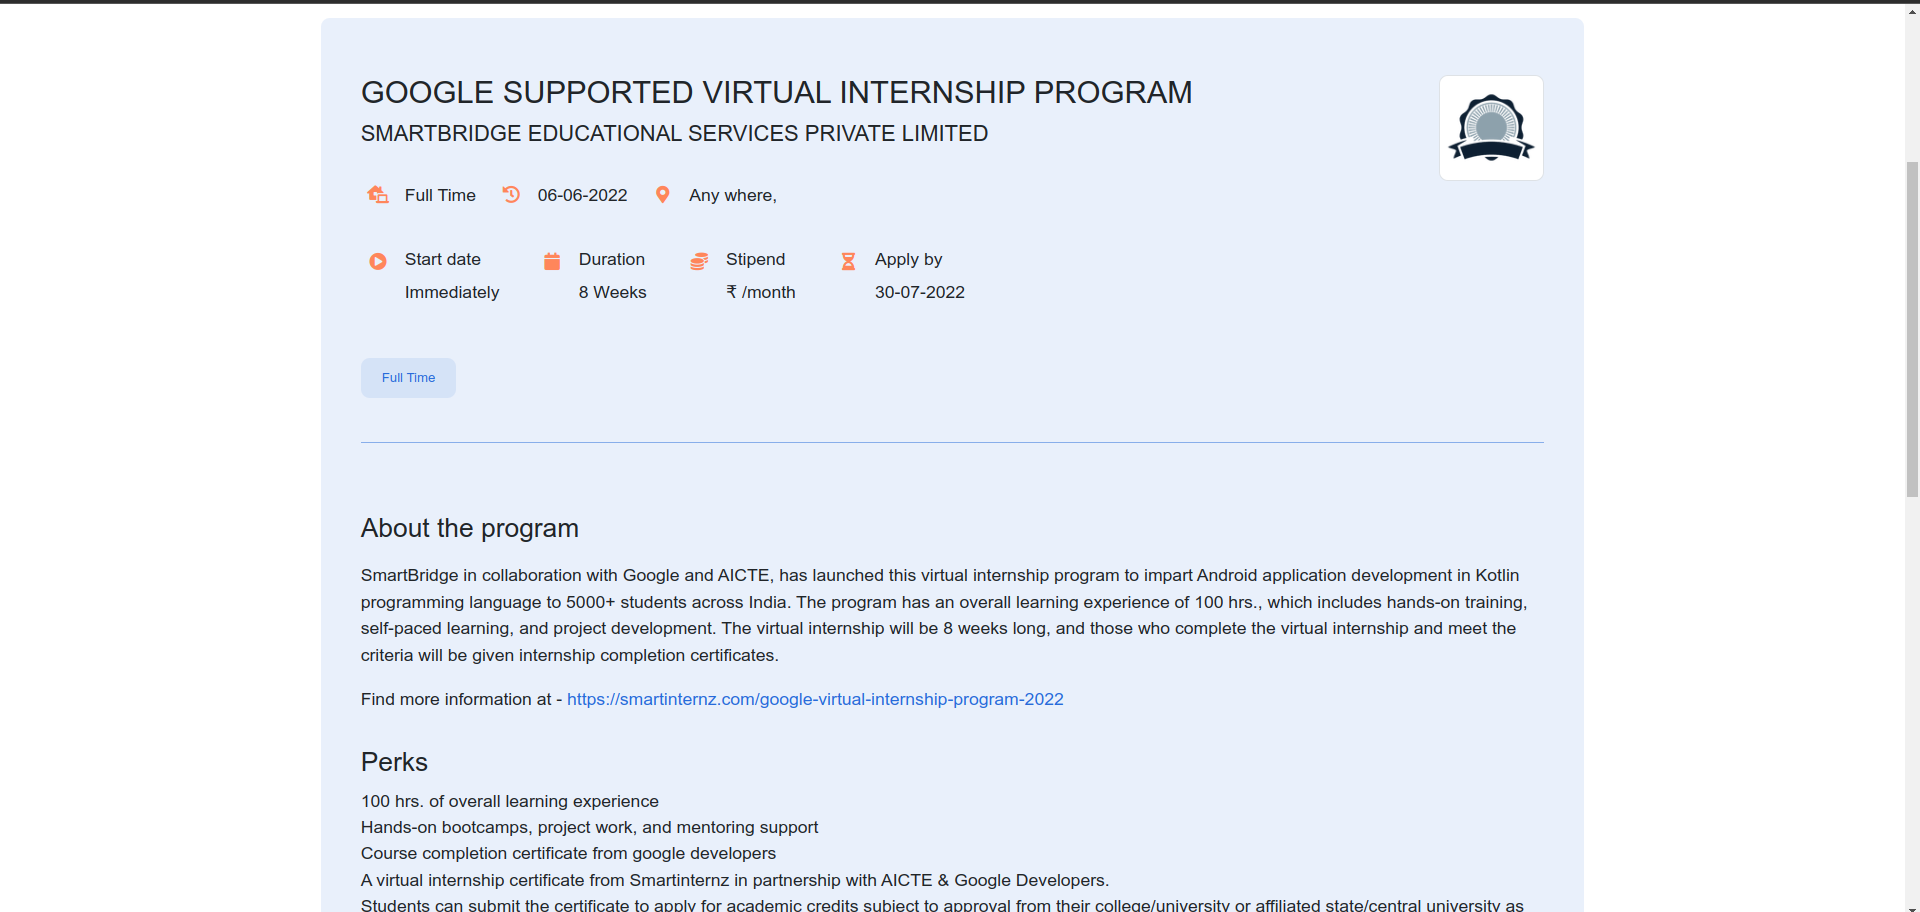 GOOGLE SUPPORTED VIRTUAL INTERNSHIP PROGRAM
SMARTBRIDGE EDUCATIONAL SERVICES PRIVATE LIMITED
Full Time 06-06-2022 Any where,
Start date Duration Stipend Apply by
Immediately 8 Weeks ₹ /month 30-07-2022
Full Time
About the program
SmartBridge in collaboration with Google and AICTE, has launched this virtual internship program to impart Android application development in Kotlin
programming language to 5000+ students across India. The program has an overall learning experience of 100 hrs., which includes hands-on training,
self-paced learning, and project development. The virtual internship will be 8 weeks long, and those who complete the virtual internship and meet the
criteria will be given internship completion certificates.
Find more information at - https://smartinternz.com/google-virtual-internship-program-2022
Perks
100 hrs. of overall learning experience
Hands-on bootcamps, project work, and mentoring support
Course completion certificate from google developers
A virtual internship certificate from Smartinternz in partnership with AICTE & Google Developers.
Students can submit the certificate to apply for academic credits subject to approval from their college/university or affiliated state/central university as